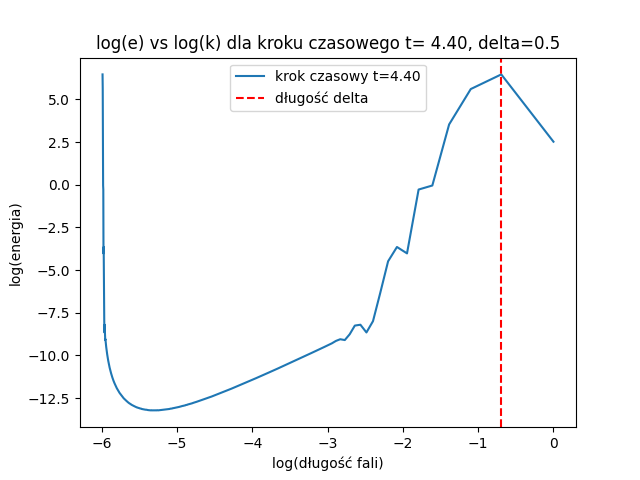 log(e) vs log(k) dla kroku czasowego t= 4.40, delta=0.5
krok czasowy t=4.40
długość delta
log(energia)
5.0
2.5
0.0
−2.5
−5.0
−7.5
−10.0
−12.5
−6 −5 −4 −3 −2 −1 0
log(długość fali)